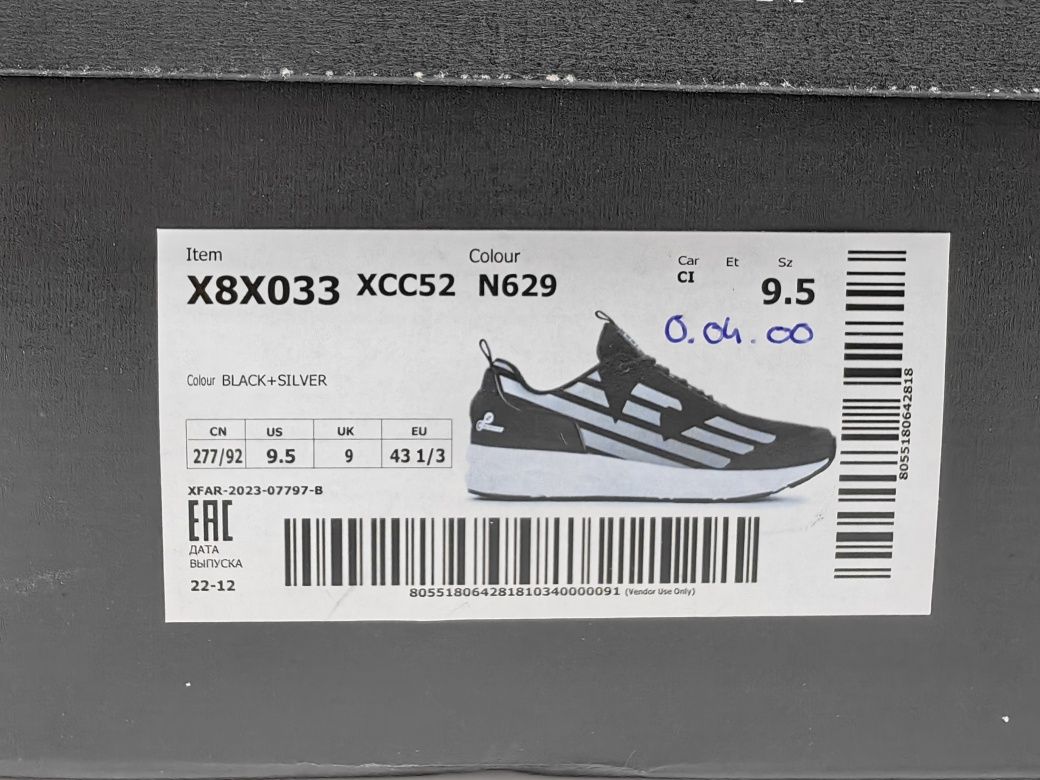 Item
X8X033 XCC52
Colour
N629
Car Et Sz
CI
9.5
0.04.00
Colour BLACK+SILVER
CN US UK EU
277/92 9.5 9 43 1/3
XFAR-2023-07797-B
EAC
ДАТА
ВЫПУСКА
22-12
8055180642818
80551806428181034000​0091 (Vendor Use Only)